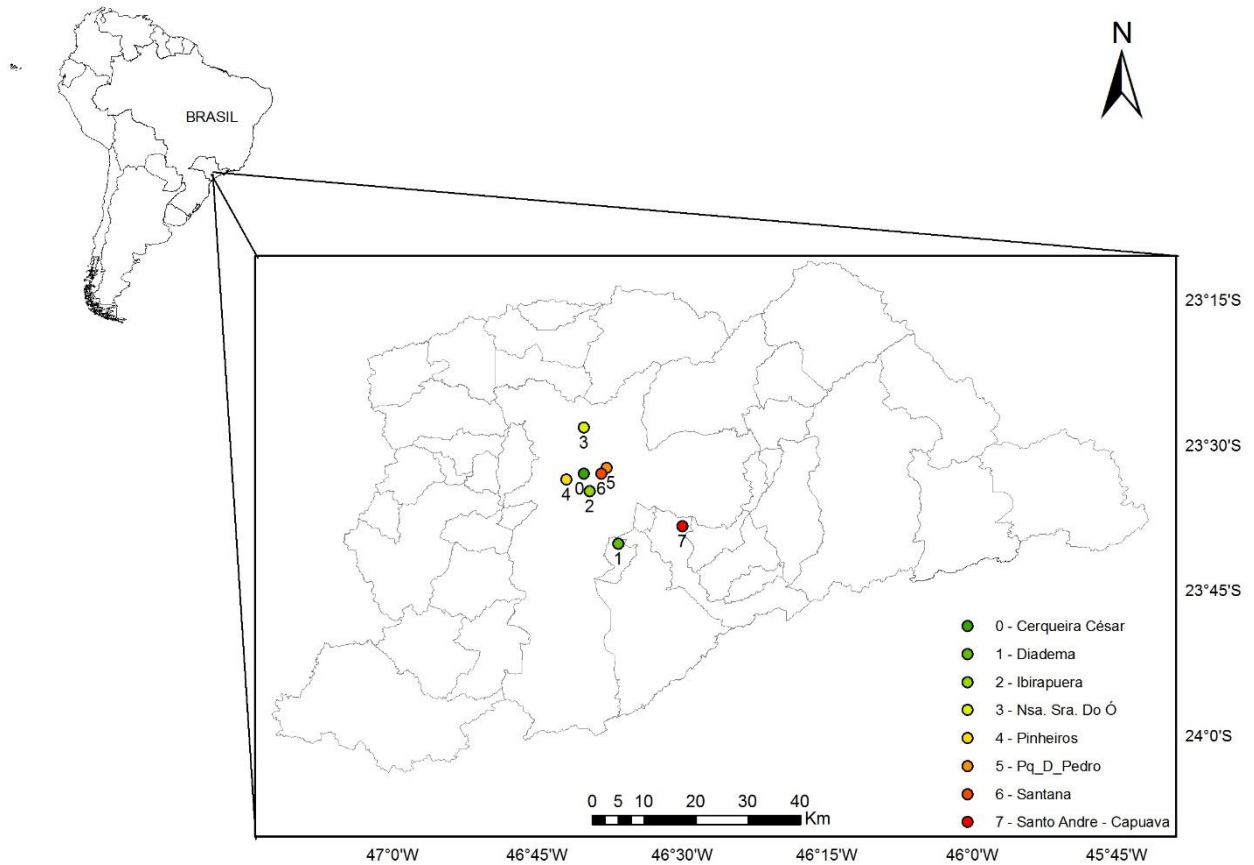 N
BRASIL
23°15'S
23°30'S
3
0 6 5
4
2
7
1
23°45'S
0 - Cerqueira César
1 - Diadema
2 - Ibirapuera
3 - Nsa. Sra. Do Ó
4 - Pinheiros
24°0'S
5 - Pq_D_Pedro
6 - Santana
0 5 10 20 30 40
Km
7 - Santo Andre - Capuava
47°0'W 46°45'W 46°30'W 46°15'W 46°0'W 45°45'W